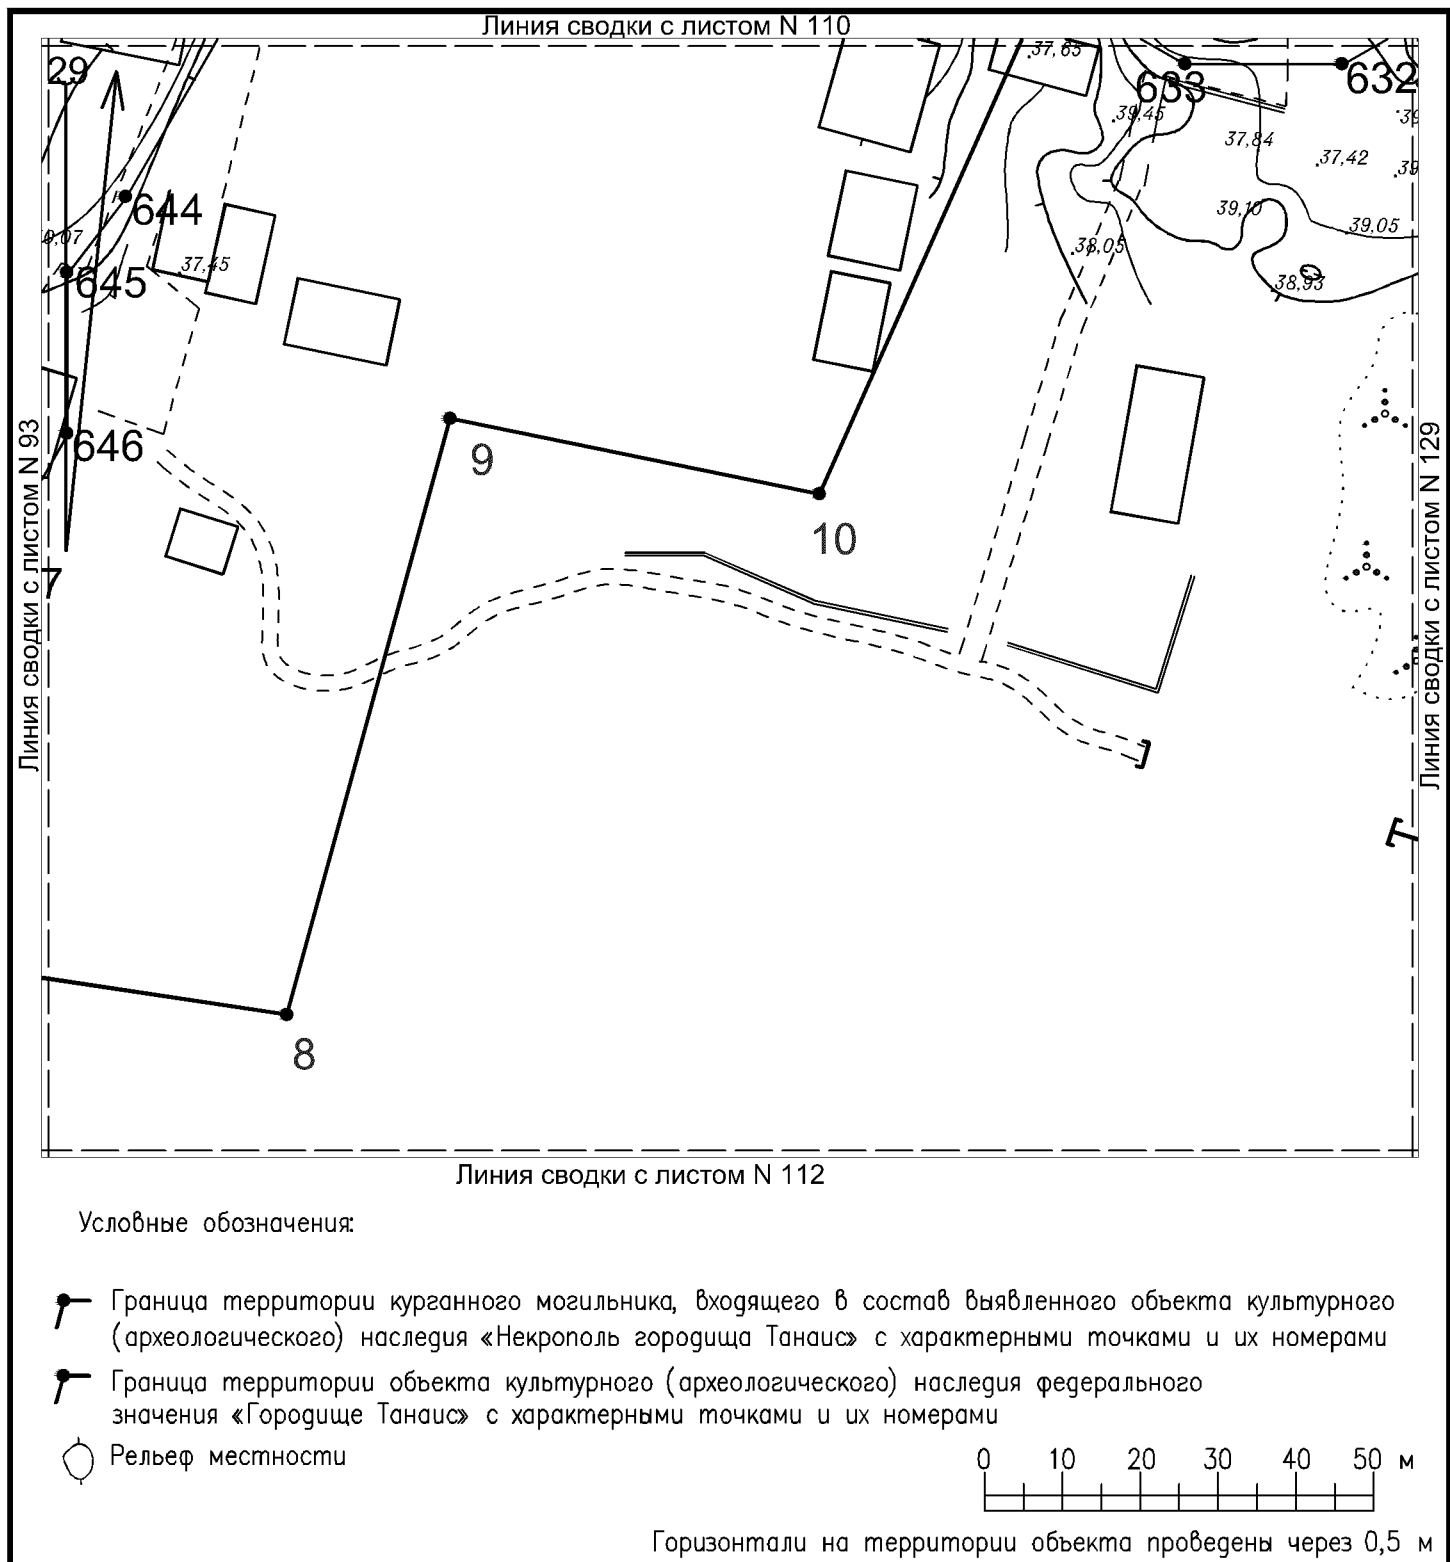 Линия сводки с листом N 110
29
37,65
633
632
39,45
37,84
37,42
644
39,10
39,05
37,45
38,05
645
38,93
646
9
10
Линия сводки с листом N 93
Линия сводки с листом N 129
7
8
Линия сводки с листом N 112
Условные обозначения:
Граница территории курганного могильника, входящего в состав выявленного объекта культурного
(археологического) наследия «Некрополь городища Танаис» с характерными точками и их номерами
Граница территории объекта культурного (археологического) наследия федерального
значения «Городище Танаис» с характерными точками и их номерами
Рельеф местности
0 10 20 30 40 50 м
Горизонтали на территории объекта проведены через 0,5 м